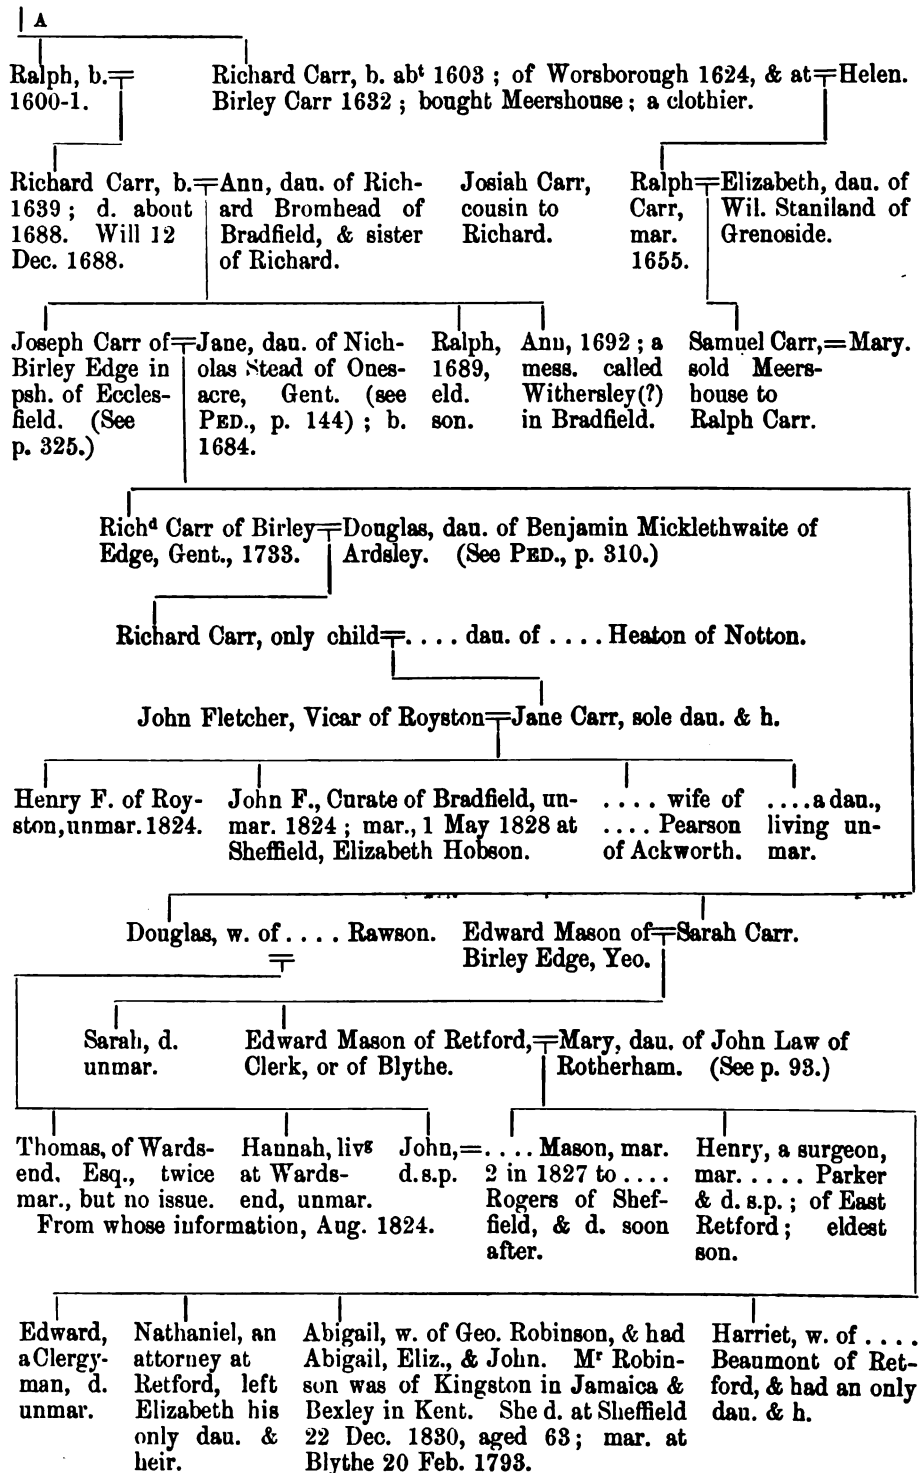 A
Ralph, b.
1600-1.
Richard Carr, b. abᵗ 1603 ; of Worsborough 1624, & at
Birley Carr 1632 ; bought Meershouse ; a clothier.
Helen.
Richard Carr, b.
1639 ; d. about
1688. Will 12
Dec. 1688.
Ann, dau. of Rich-
ard Bromhead of
Bradfield, & sister
of Richard.
Josiah Carr,
cousin to
Richard.
Ralph
Carr,
mar.
1655.
Elizabeth, dau. of
Wil. Staniland of
Grenoside.
Joseph Carr of
Birley Edge in
psh. of Eccles-
field. (See
p. 325.)
Jane, dau. of Nich-
olas Stead of Ones-
acre, Gent. (see
PED., p. 144) ; b.
1684.
Ralph,
1689,
eld.
son.
Ann, 1692 ; a
mess. called
Withersley(?)
in Bradfield.
Samuel Carr,=Mary.
sold Meers-
house to
Ralph Carr.
Richᵈ Carr of Birley
Edge, Gent., 1733.
Douglas, dau. of Benjamin Micklethwaite of
Ardsley. (See PED., p. 310.)
Richard Carr, only child
. . . . dau. of . . . . Heaton of Notton.
John Fletcher, Vicar of Royston
Jane Carr, sole dau. & h.
Henry F. of Roy-
ston, unmar. 1824.
John F., Curate of Bradfield, un-
mar. 1824 ; mar., 1 May 1828 at
Sheffield, Elizabeth Hobson.
. . . . wife of
. . . . Pearson
of Ackworth.
. . . . a dau.,
living un-
mar.
Douglas, w. of . . . . Rawson.
Edward Mason of
Birley Edge, Yeo.
Sarah Carr.
Sarah, d.
unmar.
Edward Mason of Retford,
Clerk, or of Blythe.
Mary, dau. of John Law of
Rotherham. (See p. 93.)
Thomas, of Wards-
end, Esq., twice
mar., but no issue.
Hannah, livᵍ
at Wards-
end, unmar.
From whose information, Aug. 1824.
John,=
d.s.p.
. . . . Mason, mar.
2 in 1827 to . . . .
Rogers of Shef-
field, & d. soon
after.
Henry, a surgeon,
mar. . . . . Parker
& d. s.p. ; of East
Retford ; eldest
son.
Edward,
a Clergy-
man, d.
unmar.
Nathaniel, an
attorney at
Retford, left
Elizabeth his
only dau. &
heir.
Abigail, w. of Geo. Robinson, & had
Abigail, Eliz., & John. Mʳ Robin-
son was of Kingston in Jamaica &
Bexley in Kent. She d. at Sheffield
22 Dec. 1830, aged 63 ; mar. at
Blythe 20 Feb. 1793.
Harriet, w. of . . . .
Beaumont of Ret-
ford, & had an only
dau. & h.